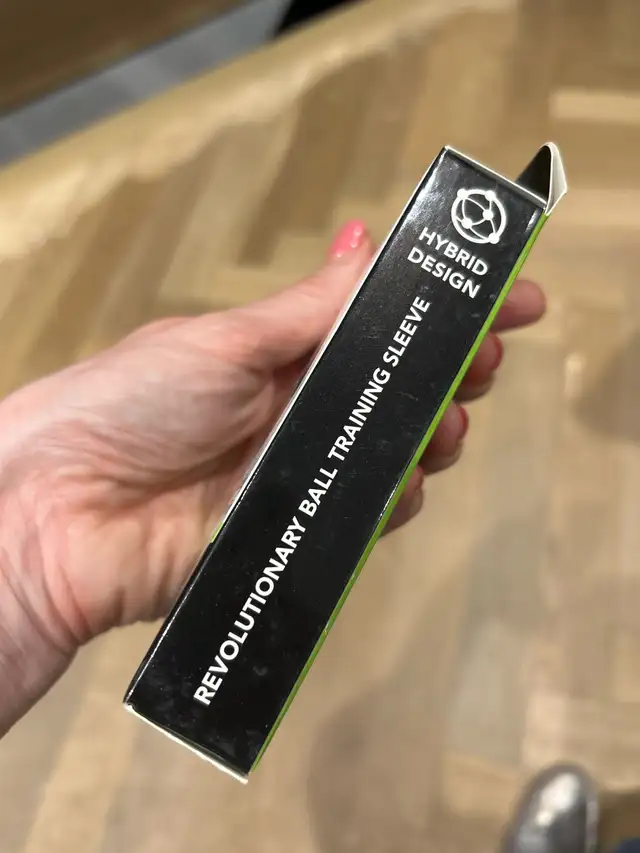 HYBRID
DESIGN
REVOLUTIONARY BALL TRAINING SLEEVE